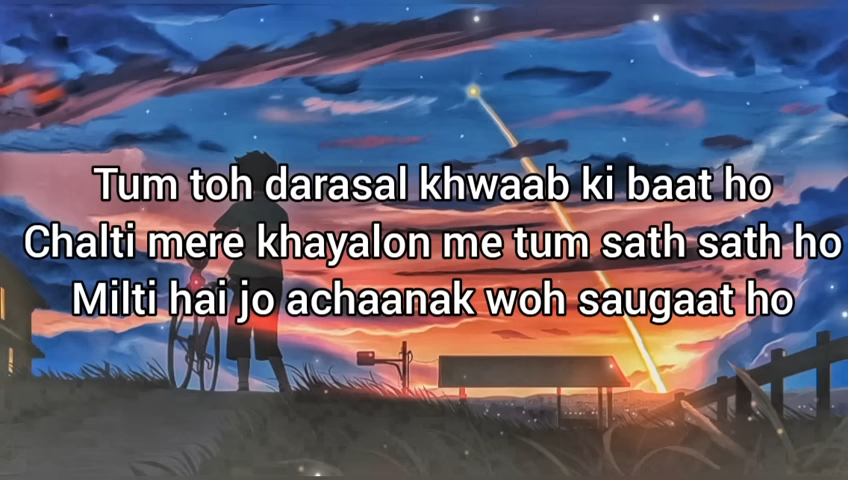 Tum toh darasal khwaab ki baat ho
Chalti mere khayalon me tum sath sath ho
Milti hai jo achaanak woh saugaat ho